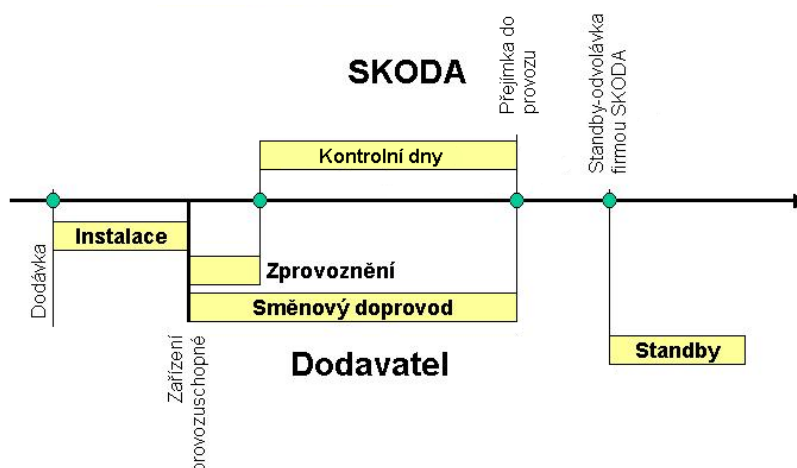 SKODA
Přejímka do
provozu
Standby-odvolávka
firmou SKODA
Kontrolní dny
Dodávka
Instalace
Zprovoznění
Směnový doprovod
Zařízení
provozuschopné
Dodavatel
Standby